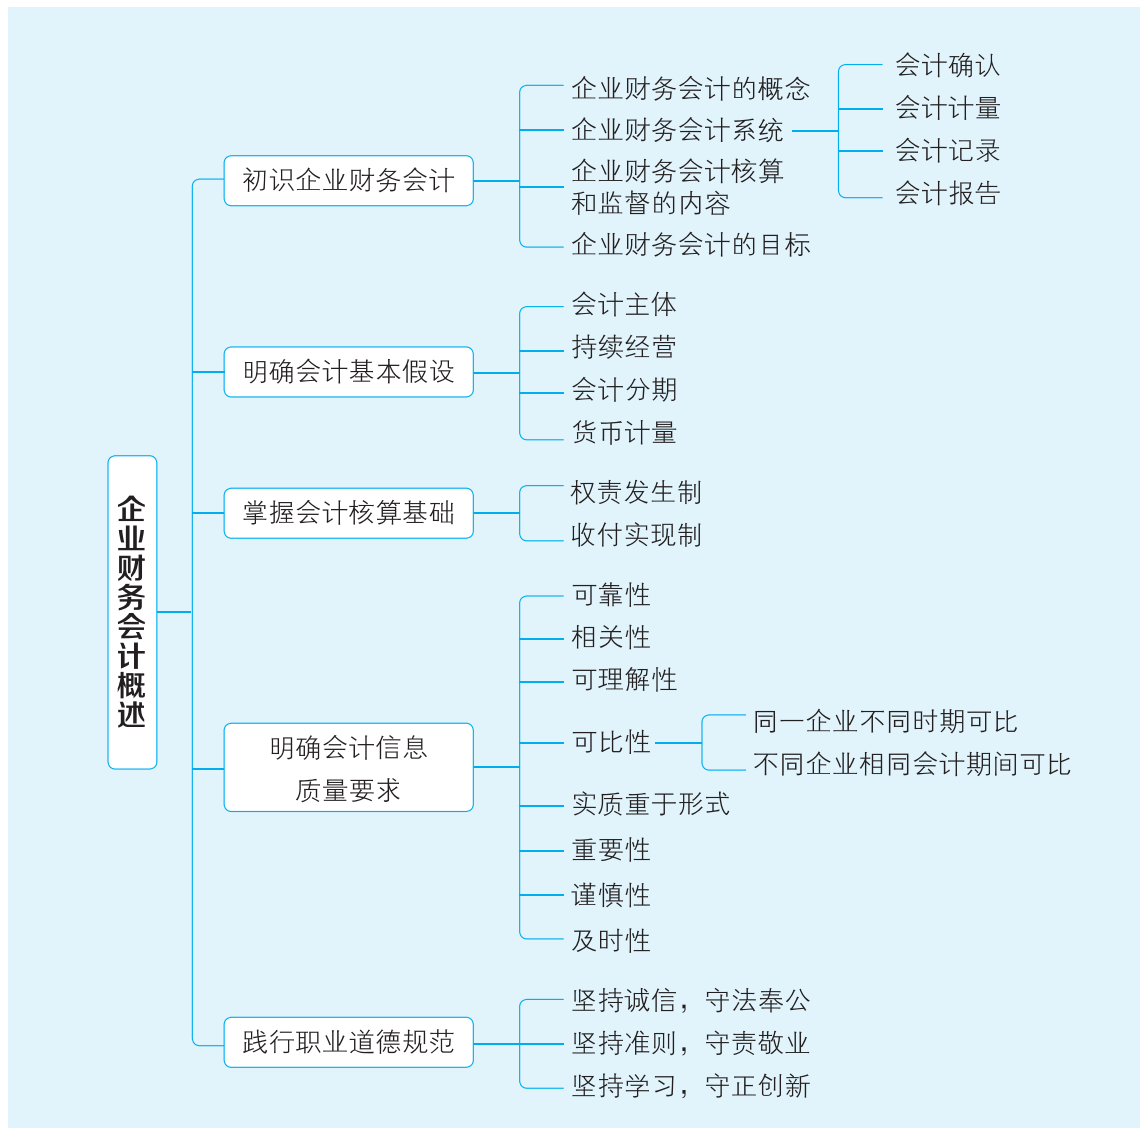 企业财务会计概述
初识企业财务会计
企业财务会计的概念
企业财务会计系统
会计确认
会计计量
会计记录
会计报告
企业财务会计核算
和监督的内容
企业财务会计的目标
明确会计基本假设
会计主体
持续经营
会计分期
货币计量
掌握会计核算基础
权责发生制
收付实现制
明确会计信息
质量要求
可靠性
相关性
可理解性
可比性
同一企业不同时期可比
不同企业相同会计期间可比
实质重于形式
重要性
谨慎性
及时性
践行职业道德规范
坚持诚信，守法奉公
坚持准则，守责敬业
坚持学习，守正创新